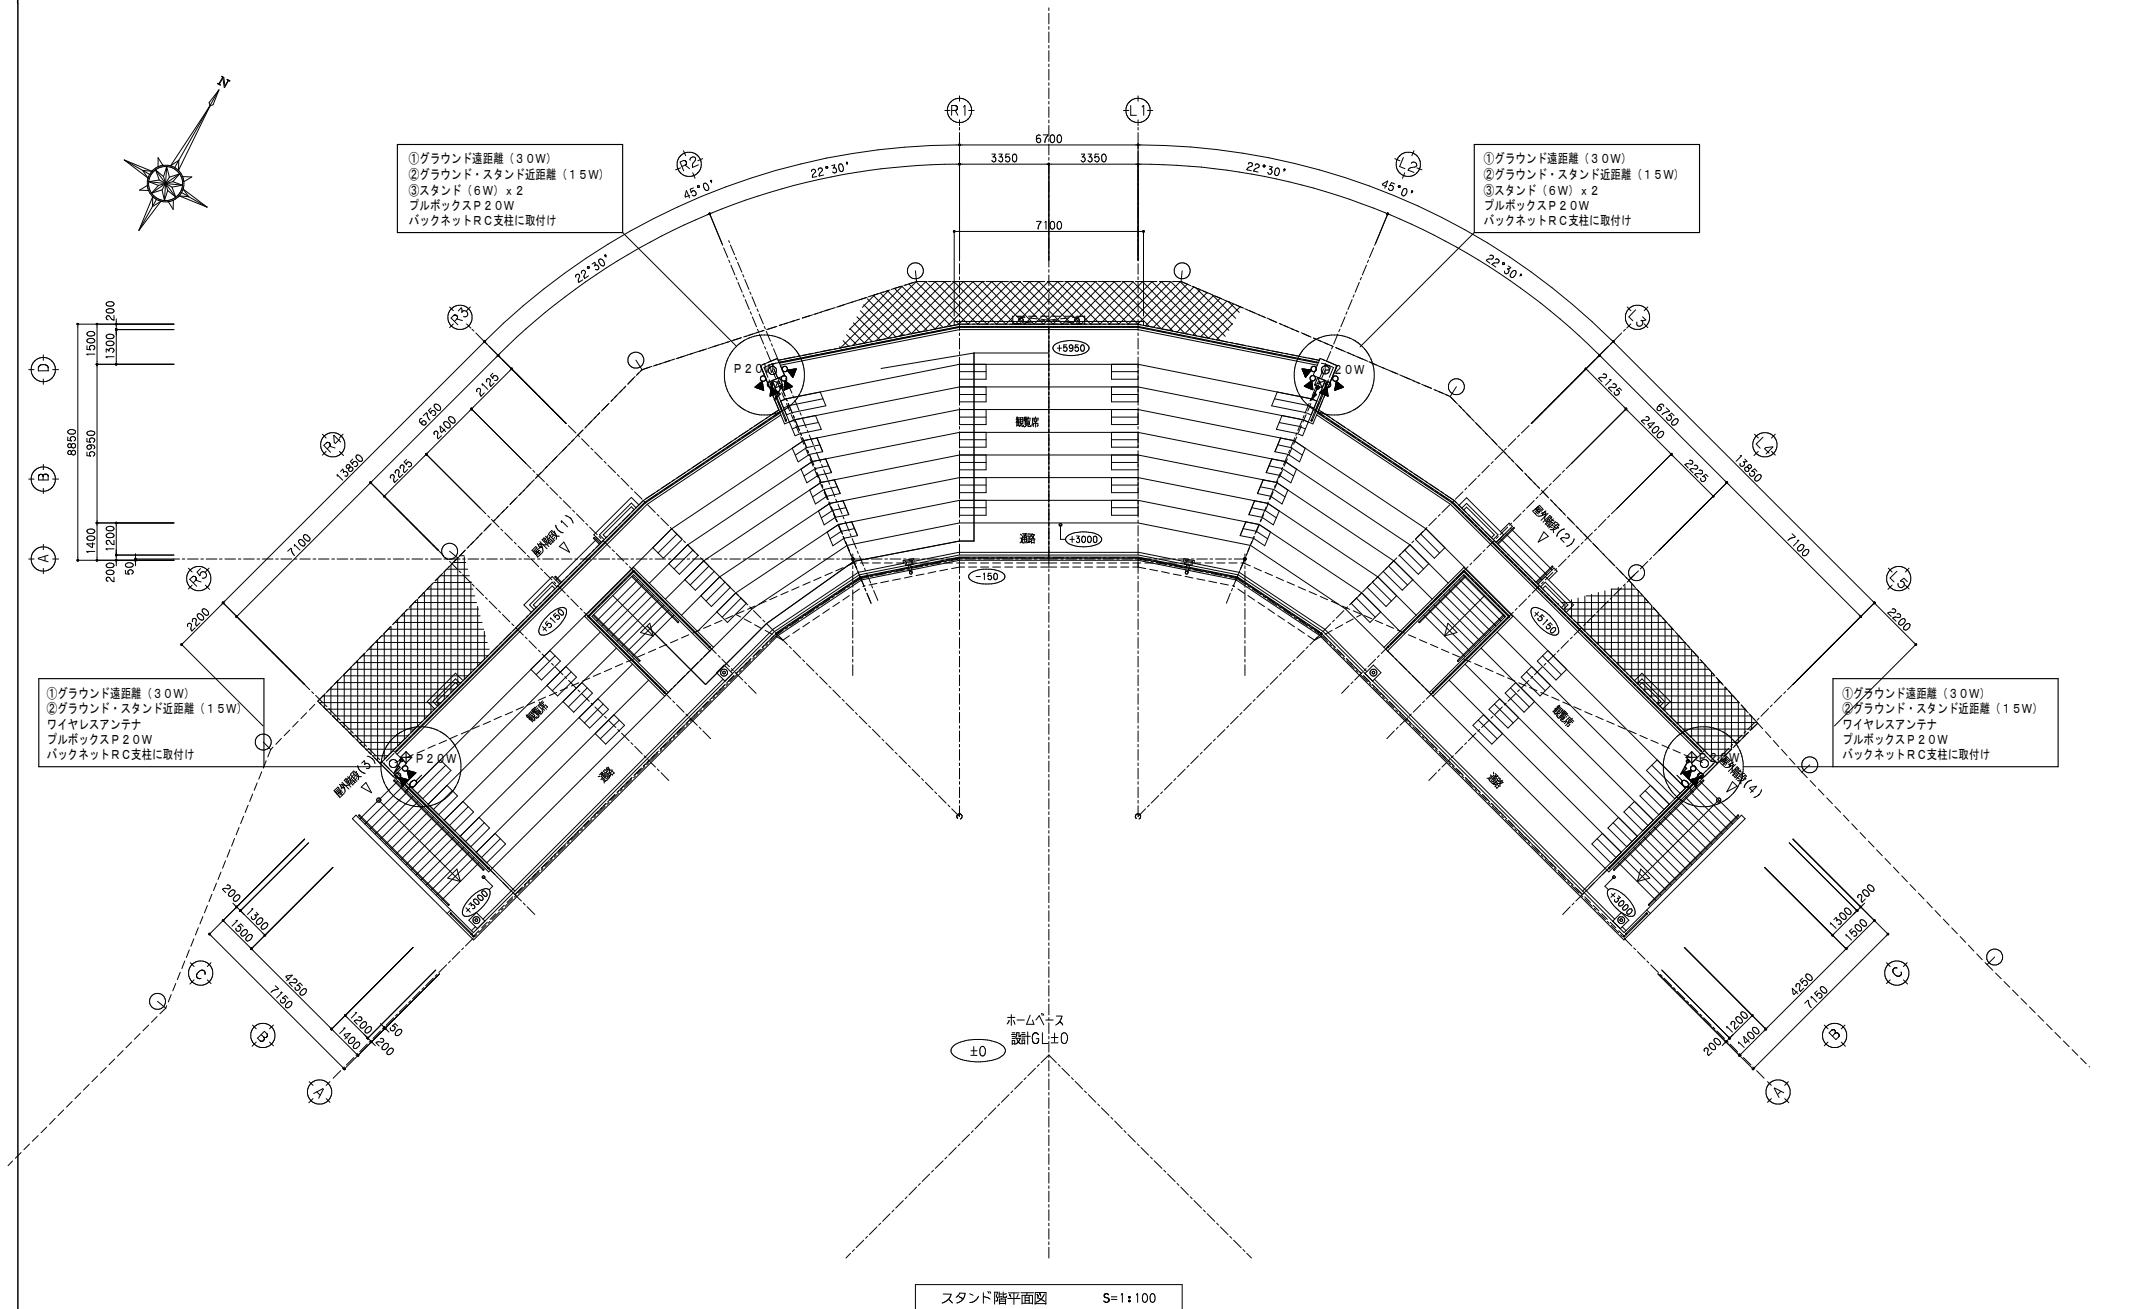 N
R1
L1
6700
3350
3350
7100
22°30'
22°30'
45°0'
45°0'
22°30'
22°30'
R2
L2
R3
L3
R4
L4
R5
L5
①グラウンド遠距離（３０W）
②グラウンド・スタンド近距離（１５W）
③スタンド（６W）ｘ２
プルボックスＰ２０W
バックネットＲＣ支柱に取付け
①グラウンド遠距離（３０W）
②グラウンド・スタンド近距離（１５W）
③スタンド（６W）ｘ２
プルボックスＰ２０W
バックネットＲＣ支柱に取付け
200
1500
1300
8850
5950
1400
1200
200
50
D
B
A
2125
6750
2400
13850
2225
7100
2200
2125
6750
2400
13850
2225
7100
2200
Ｐ２０
２０W
+5950
観覧席
通路
+3000
-150
屋外階段(1)
屋外階段(2)
+5150
+5150
観覧席
観覧席
通路
通路
①グラウンド遠距離（３０W）
②グラウンド・スタンド近距離（１５W）
ワイヤレスアンテナ
プルボックスＰ２０W
バックネットＲＣ支柱に取付け
①グラウンド遠距離（３０W）
②グラウンド・スタンド近距離（１５W）
ワイヤレスアンテナ
プルボックスＰ２０W
バックネットＲＣ支柱に取付け
Ｐ２０W
屋外階段(3)
屋外階段(4)
+3000
+3000
200
1300
1500
4250
7150
1200
1400
150
200
C
B
A
200
1300
1500
4250
7150
1200
1400
200
C
B
A
ホームベース
設計GL±0
±0
スタンド階平面図 S=1:100